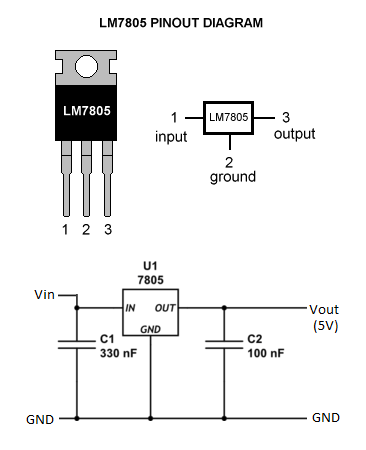 LM7805 PINOUT DIAGRAM
LM7805
1 2 3
1
input
LM7805
3
output
2
ground
U1
7805
Vin
IN OUT
GND
Vout
(5V)
C1
330 nF
C2
100 nF
GND
GND